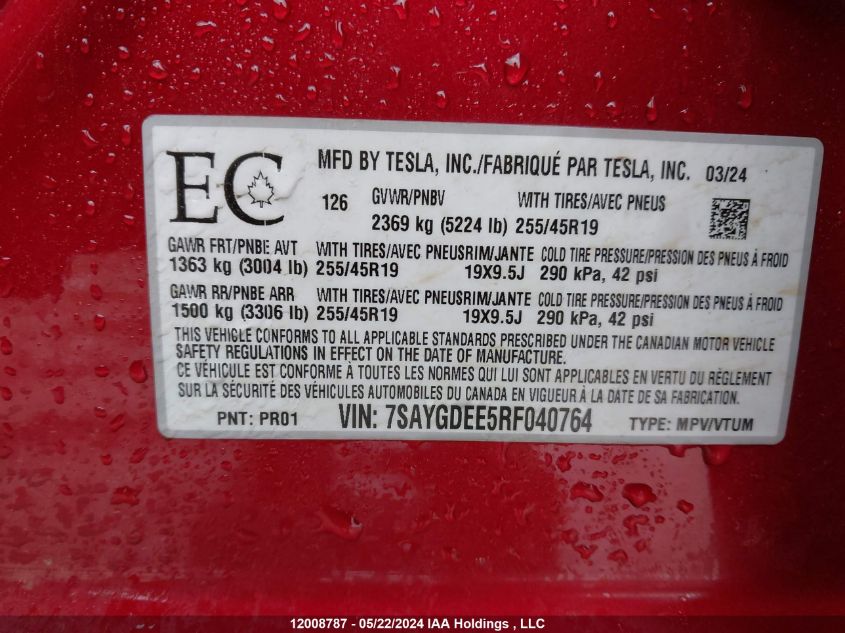 EC
MFD BY TESLA, INC./FABRIQUÉ PAR TESLA, INC. 03/24
126 GVWR/PNBV WITH TIRES/AVEC PNEUS
2369 kg (5224 lb) 255/45R19
GAWR FRT/PNBE AVT WITH TIRES/AVEC PNEUS RIM/JANTE COLD TIRE PRESSURE/PRESSION DES PNEUS À FROID
1363 kg (3004 lb) 255/45R19 19X9.5J 290 kPa, 42 psi
GAWR RR/PNBE ARR WITH TIRES/AVEC PNEUS RIM/JANTE COLD TIRE PRESSURE/PRESSION DES PNEUS À FROID
1500 kg (3306 lb) 255/45R19 19X9.5J 290 kPa, 42 psi
THIS VEHICLE CONFORMS TO ALL APPLICABLE STANDARDS PRESCRIBED UNDER THE CANADIAN MOTOR VEHICLE
SAFETY REGULATIONS IN EFFECT ON THE DATE OF MANUFACTURE.
CE VÉHICULE EST CONFORME À TOUTES LES NORMES QUI LUI SONT APPLICABLES EN VERTU DU RÈGLEMENT
SUR LA SÉCURITÉ DES VÉHICULES AUTOMOBILES DU CANADA EN VIGUEUR À LA DATE DE SA FABRICATION.
PNT: PR01 VIN: 7SAYGDEE5RF040764 TYPE: MPV/VTUM
12008787 - 05/22/2024 IAA Holdings , LLC